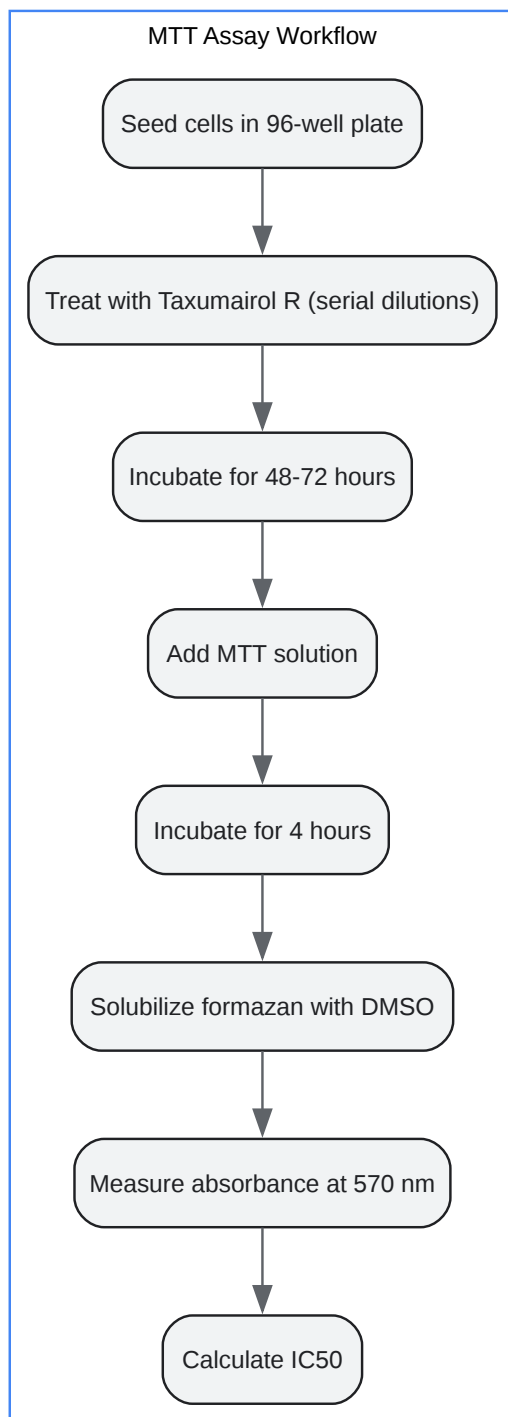 MTT Assay Workflow
Seed cells in 96-well plate
Treat with Taxumairol R (serial dilutions)
Incubate for 48-72 hours
Add MTT solution
Incubate for 4 hours
Solubilize formazan with DMSO
Measure absorbance at 570 nm
Calculate IC50